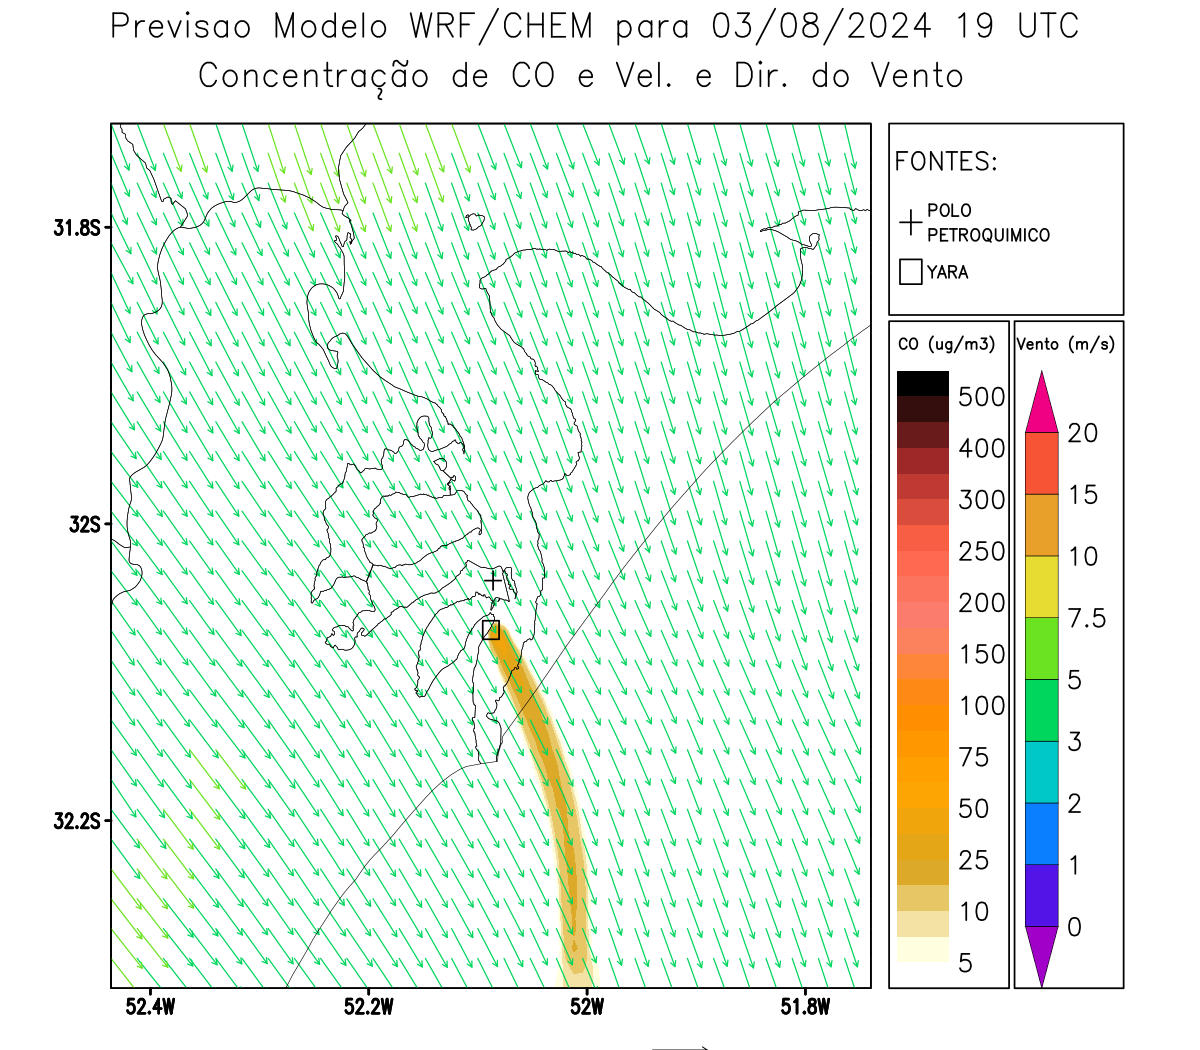 Previsao Modelo WRF/CHEM para 03/08/2024 19 UTC
Concentração de CO e Vel. e Dir. do Vento
FONTES:
POLO
PETROQUIMICO
YARA
CO (ug/m3)
500
400
300
250
200
150
100
75
50
25
10
5
Vento (m/s)
20
15
10
7.5
5
3
2
1
0
31.8S
32S
32.2S
52.4W
52.2W
52W
51.8W